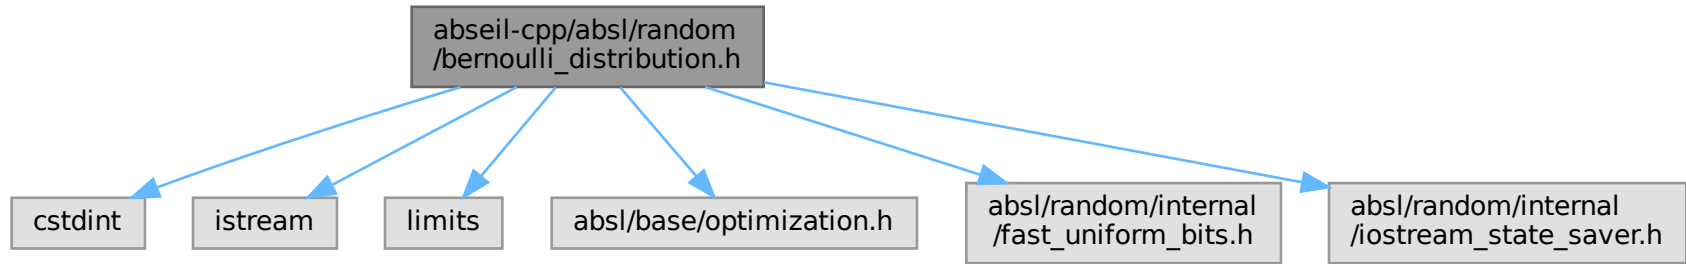 abseil-cpp/absl/random
/bernoulli_distribution.h
cstdint
istream
limits
absl/base/optimization.h
absl/random/internal
/fast_uniform_bits.h
absl/random/internal
/iostream_state_saver.h